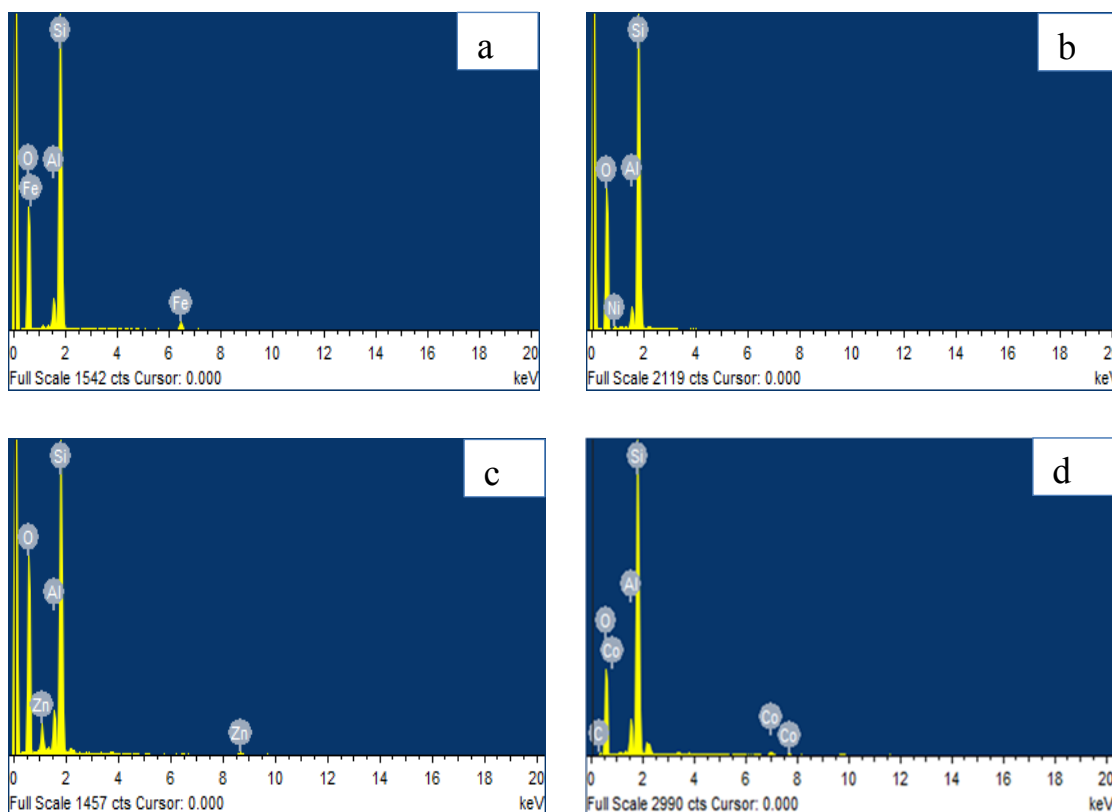 a
Si
O
Al
Fe
Fe
0 2 4 6 8 10 12 14 16 18 20
Full Scale 1542 cts Cursor: 0.000 keV
b
Si
O
Al
Ni
0 2 4 6 8 10 12 14 16 18 20
Full Scale 2119 cts Cursor: 0.000 keV
c
Si
O
Al
Zn
Zn
0 2 4 6 8 10 12 14 16 18 20
Full Scale 1457 cts Cursor: 0.000 keV
d
Si
Al
O
Co
C
Co
Co
0 2 4 6 8 10 12 14 16 18 20
Full Scale 2990 cts Cursor: 0.000 keV